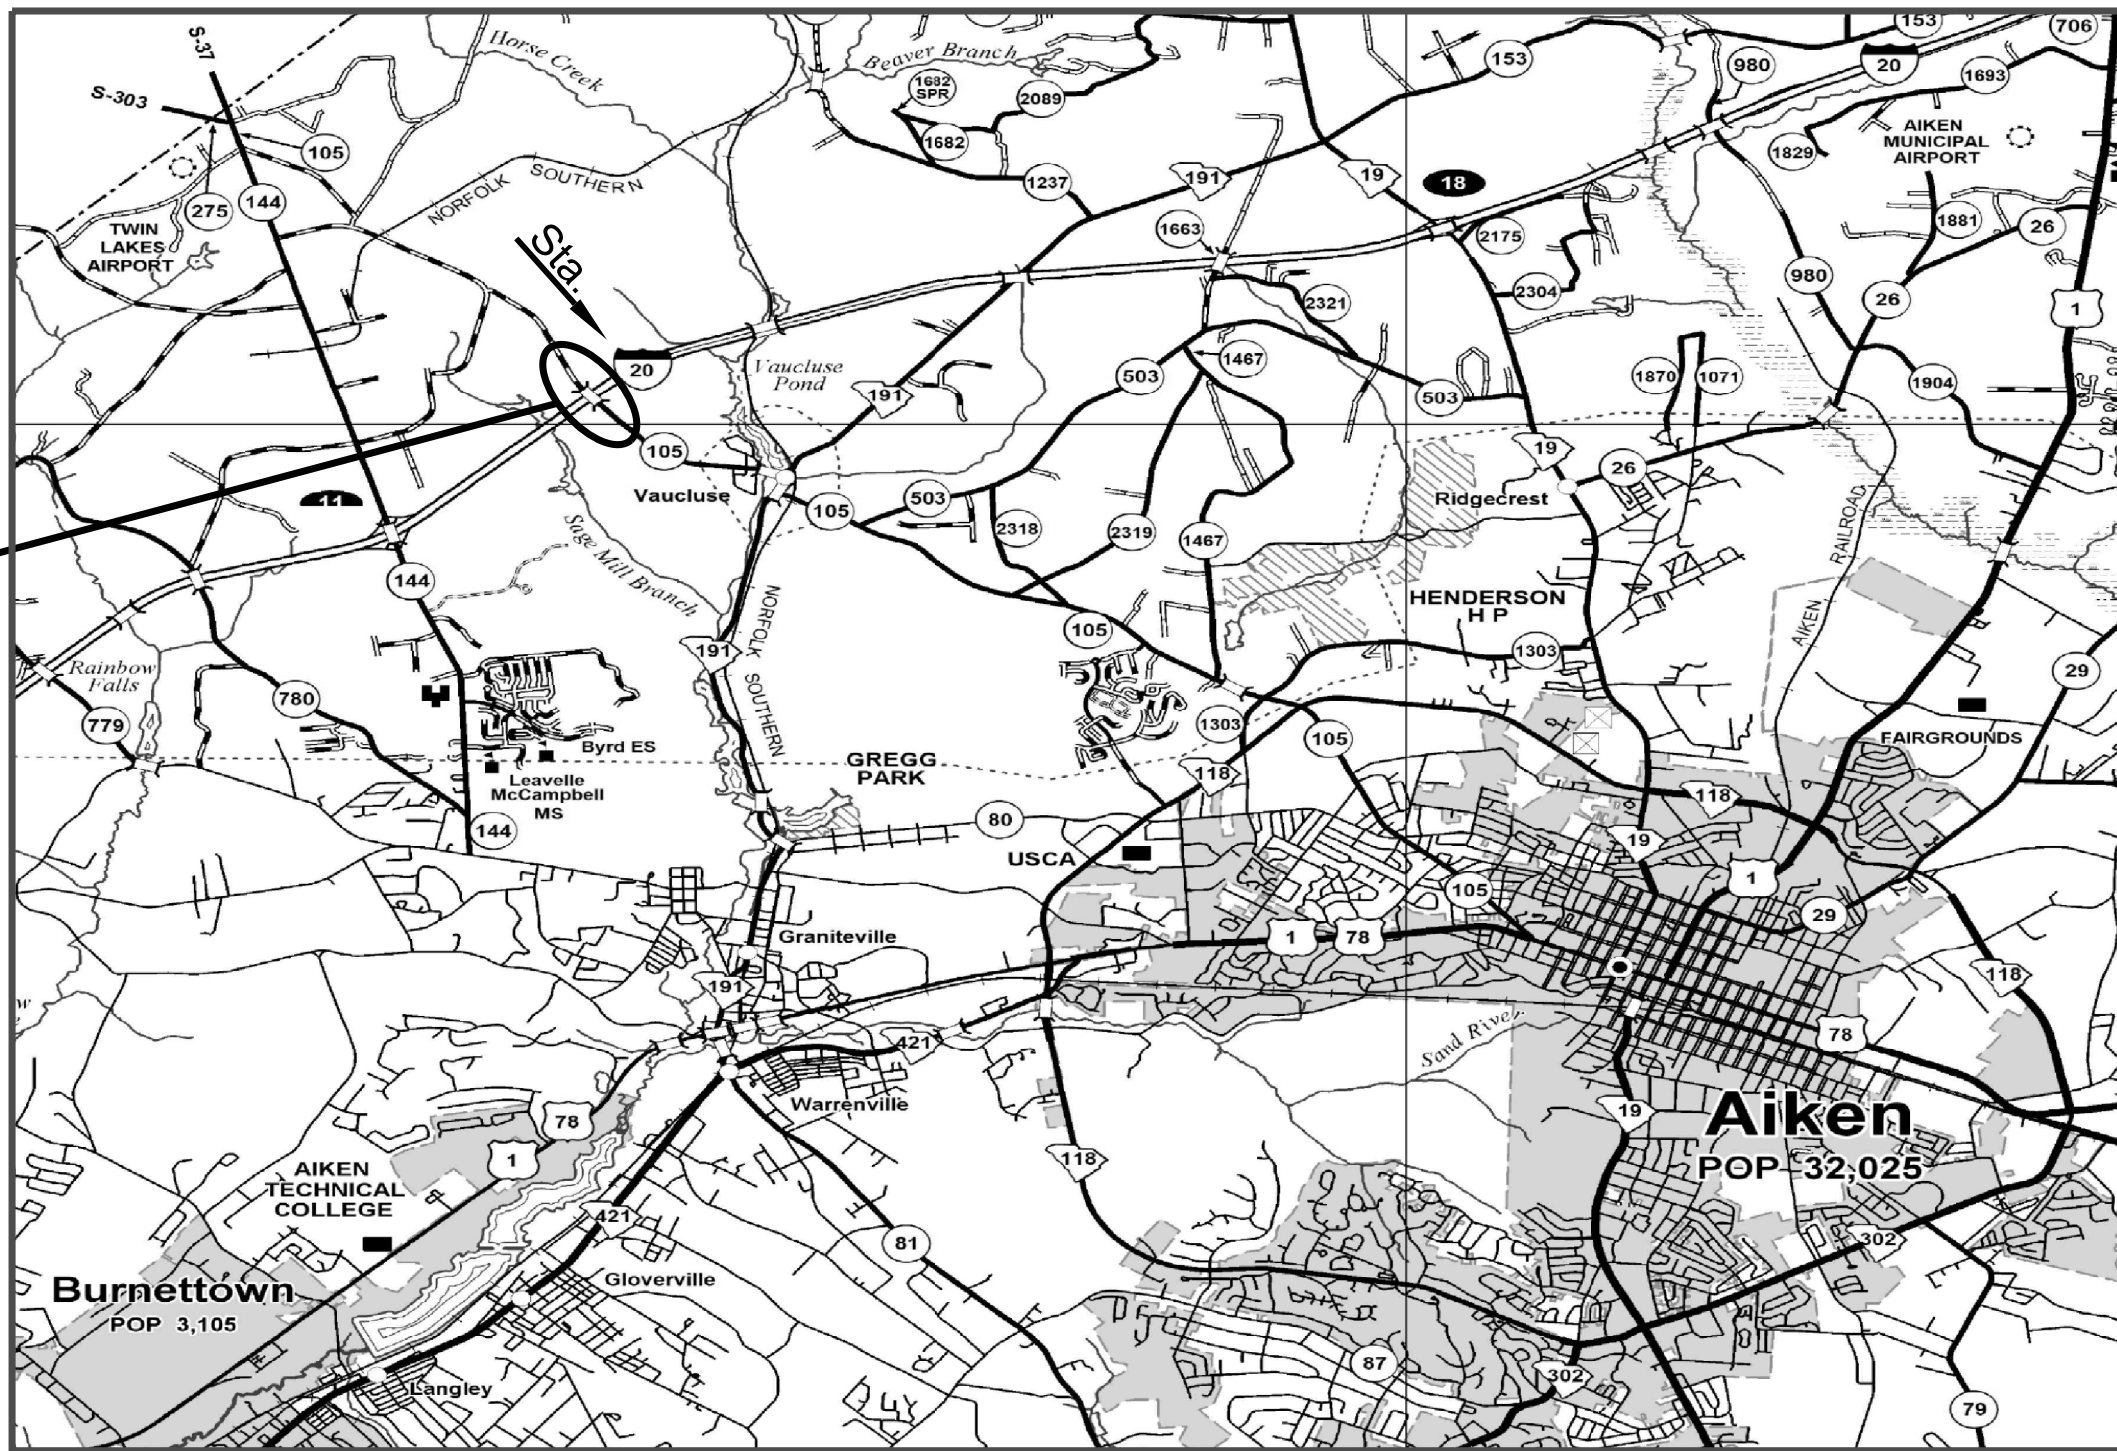 S-37
Horse Creek
Beaver Branch
153
706
S-303
1682
SPR
2089
153
980
20
1693
105
1682
AIKEN
MUNICIPAL
AIRPORT
1829
NORFOLK SOUTHERN
1237
191
19
18
275
144
TWIN
LAKES
AIRPORT
Sta.
1663
2175
1881
26
980
2304
26
1
2321
20
Vaucluse
Pond
1467
503
191
503
1870
1071
1904
105
19
26
Vaucluse
503
Ridgecrest
11
105
2318
2319
1467
Sage Mill Branch
RAILROAD
144
NORFOLK
HENDERSON
H P
AIKEN
105
191
1303
Rainbow
Falls
SOUTHERN
29
780
779
1303
105
Byrd ES
FAIRGROUNDS
GREGG
PARK
118
Leavelle
McCampbell
MS
118
144
80
USCA
19
105
1
29
Graniteville
1
78
118
191
w
78
421
Sand River
Warrenville
19
Aiken
POP 32,025
78
1
118
AIKEN
TECHNICAL
COLLEGE
421
81
302
Burnettown
POP 3,105
Gloverville
87
302
Langley
79